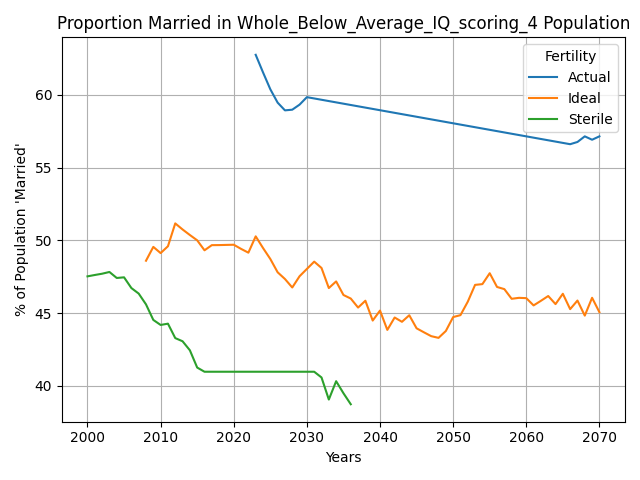 Proportion Married in Whole_Below_Average_IQ_scoring_4 Population
% of Population 'Married'
60
55
50
45
40
Fertility
Actual
Ideal
Sterile
2000 2010 2020 2030 2040 2050 2060 2070
Years